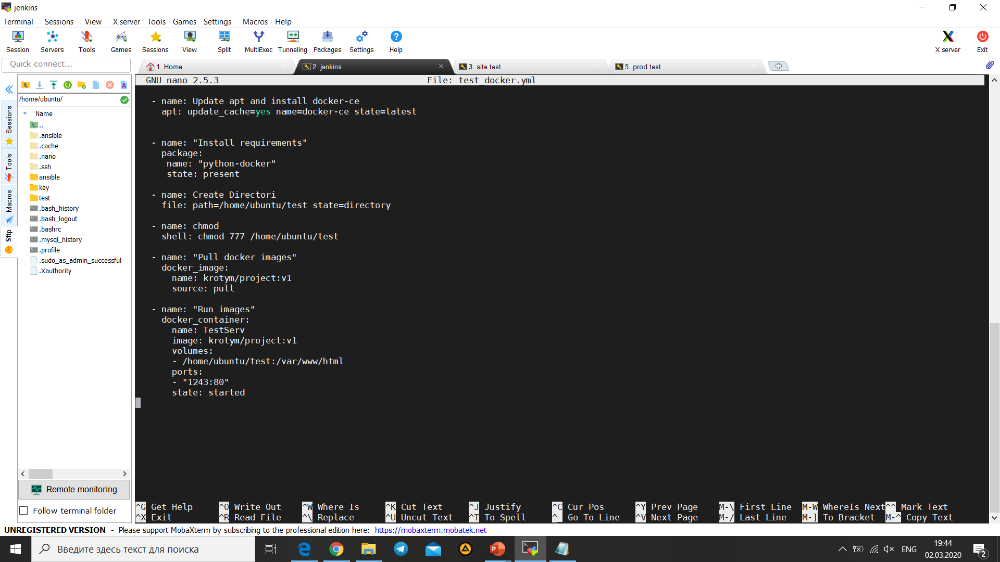 jenkins
Terminal Sessions View X server Tools Games Settings Macros Help
Session Servers Tools Games Sessions View Split MultiExec Tunneling Packages Settings Help X server Exit
Quick connect...
1. Home
2. jenkins
3. site test
5. prod test
/home/ubuntu/
Name
..
.ansible
.cache
.nano
.ssh
ansible
key
test
.bash_history
.bash_logout
.bashrc
.mysql_history
.profile
.sudo_as_admin_successful
.Xauthority
Sessions
Tools
Macros
Sftp
Remote monitoring
Follow terminal folder
GNU nano 2.5.3 File: test_docker.yml
- name: Update apt and install docker-ce
apt: update_cache=yes name=docker-ce state=latest
- name: "Install requirements"
package:
name: "python-docker"
state: present
- name: Create Directori
file: path=/home/ubuntu/test state=directory
- name: chmod
shell: chmod 777 /home/ubuntu/test
- name: "Pull docker images"
docker_image:
name: krotym/project:v1
source: pull
- name: "Run images"
docker_container:
name: TestServ
image: krotym/project:v1
volumes:
- /home/ubuntu/test:/var/www/html
ports:
- "1243:80"
state: started
^G Get Help ^O Write Out ^W Where Is ^K Cut Text ^J Justify ^C Cur Pos ^Y Prev Page M-\ First Line M-W WhereIs Next ^^ Mark Text
^X Exit ^R Read File ^\ Replace ^U Uncut Text ^T To Spell ^_ Go To Line ^V Next Page M-/ Last Line M-] To Bracket M-^ Copy Text
UNREGISTERED VERSION - Please support MobaXterm by subscribing to the professional edition here: https://mobaxterm.mobatek.net
Введите здесь текст для поиска
ENG
19:44
02.03.2020
2